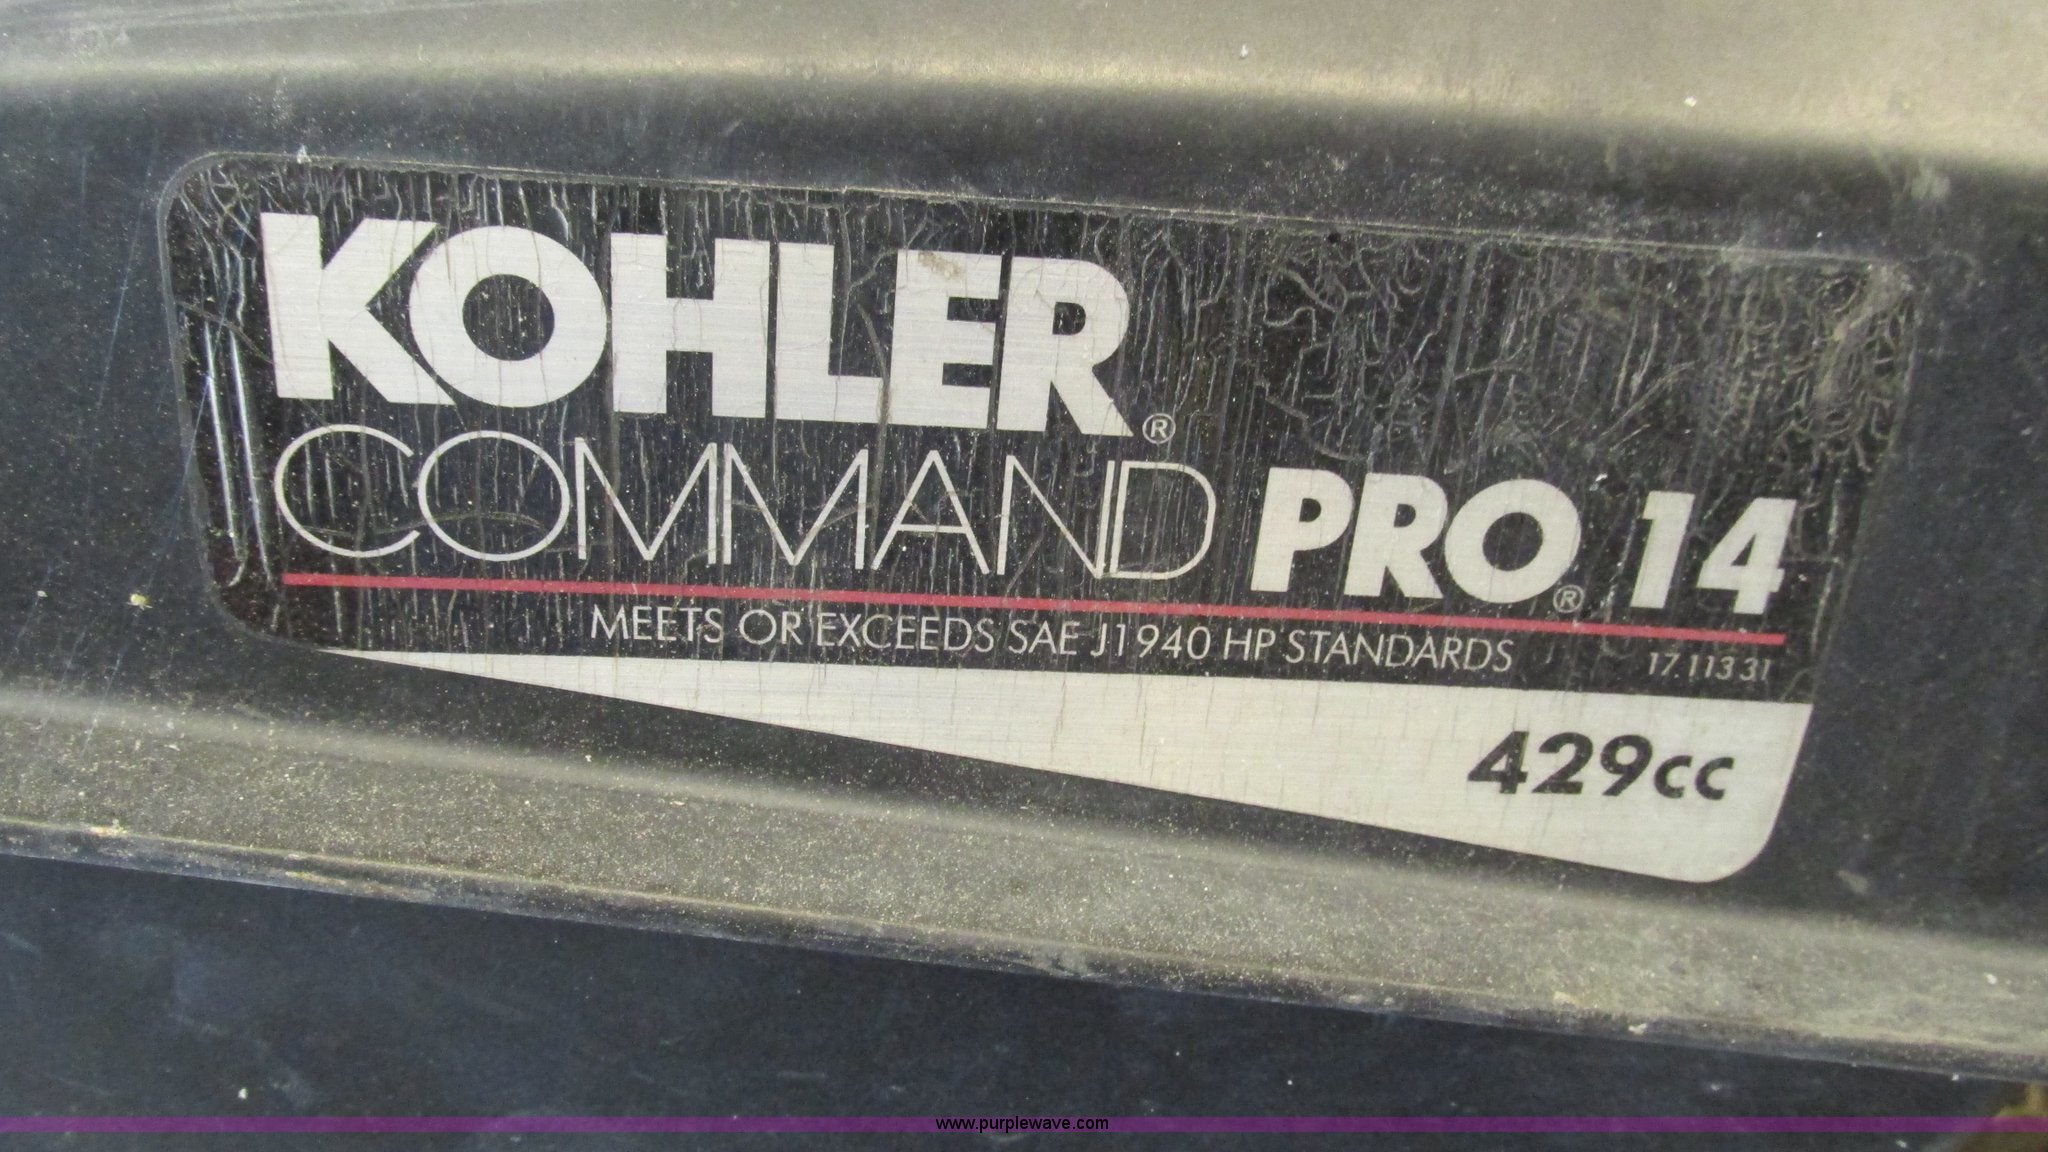 KOHLER®
COMMAND PRO® 14
MEETS OR EXCEEDS SAE J1940 HP STANDARDS 17 113 31
429cc
www.purplewave.com